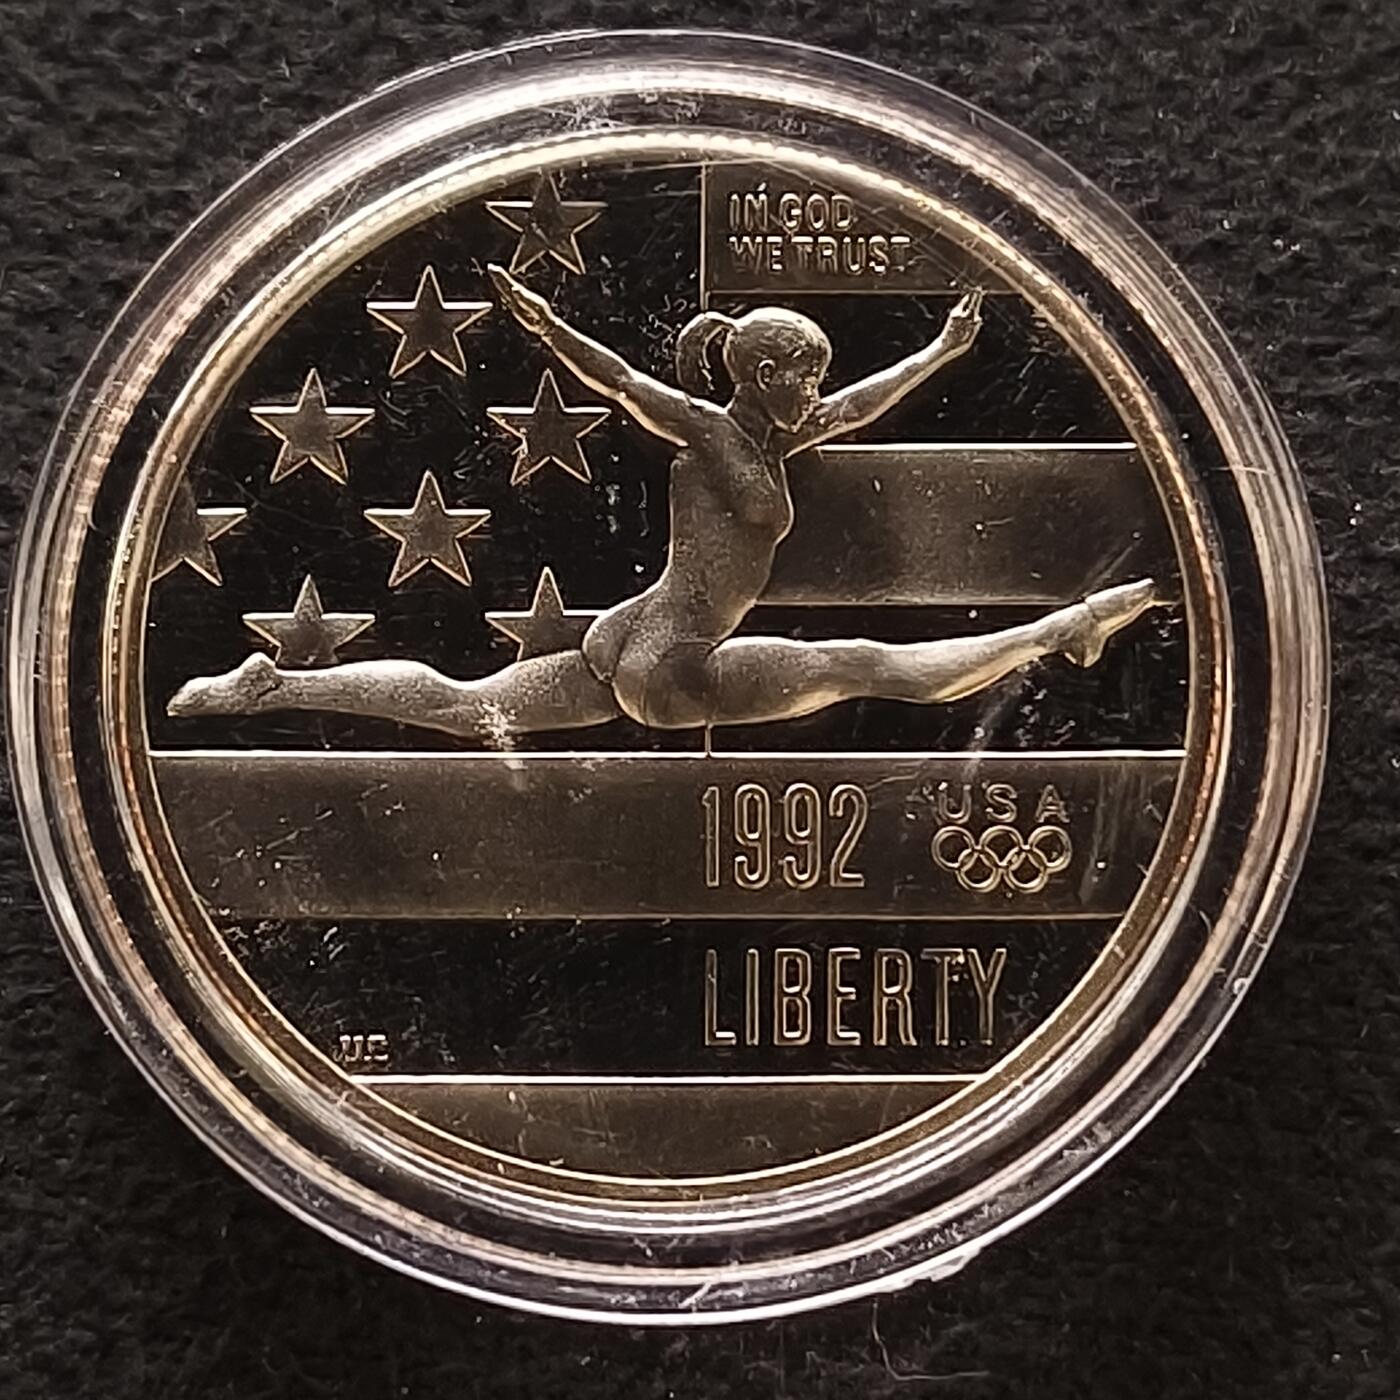 IN GOD
WE TRUST
1992
USA
LIBERTY